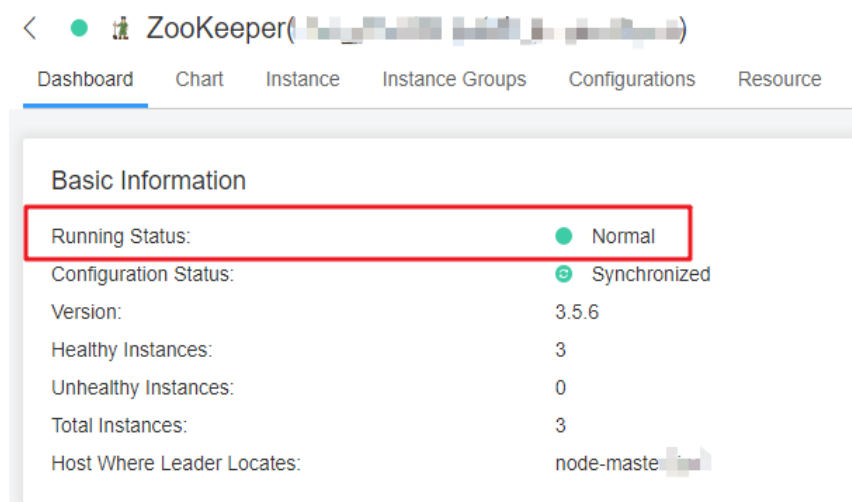 ZooKeeper( )
Dashboard Chart Instance Instance Groups Configurations Resource
Basic Information
Running Status: Normal
Configuration Status: Synchronized
Version: 3.5.6
Healthy Instances: 3
Unhealthy Instances: 0
Total Instances: 3
Host Where Leader Locates: node-maste